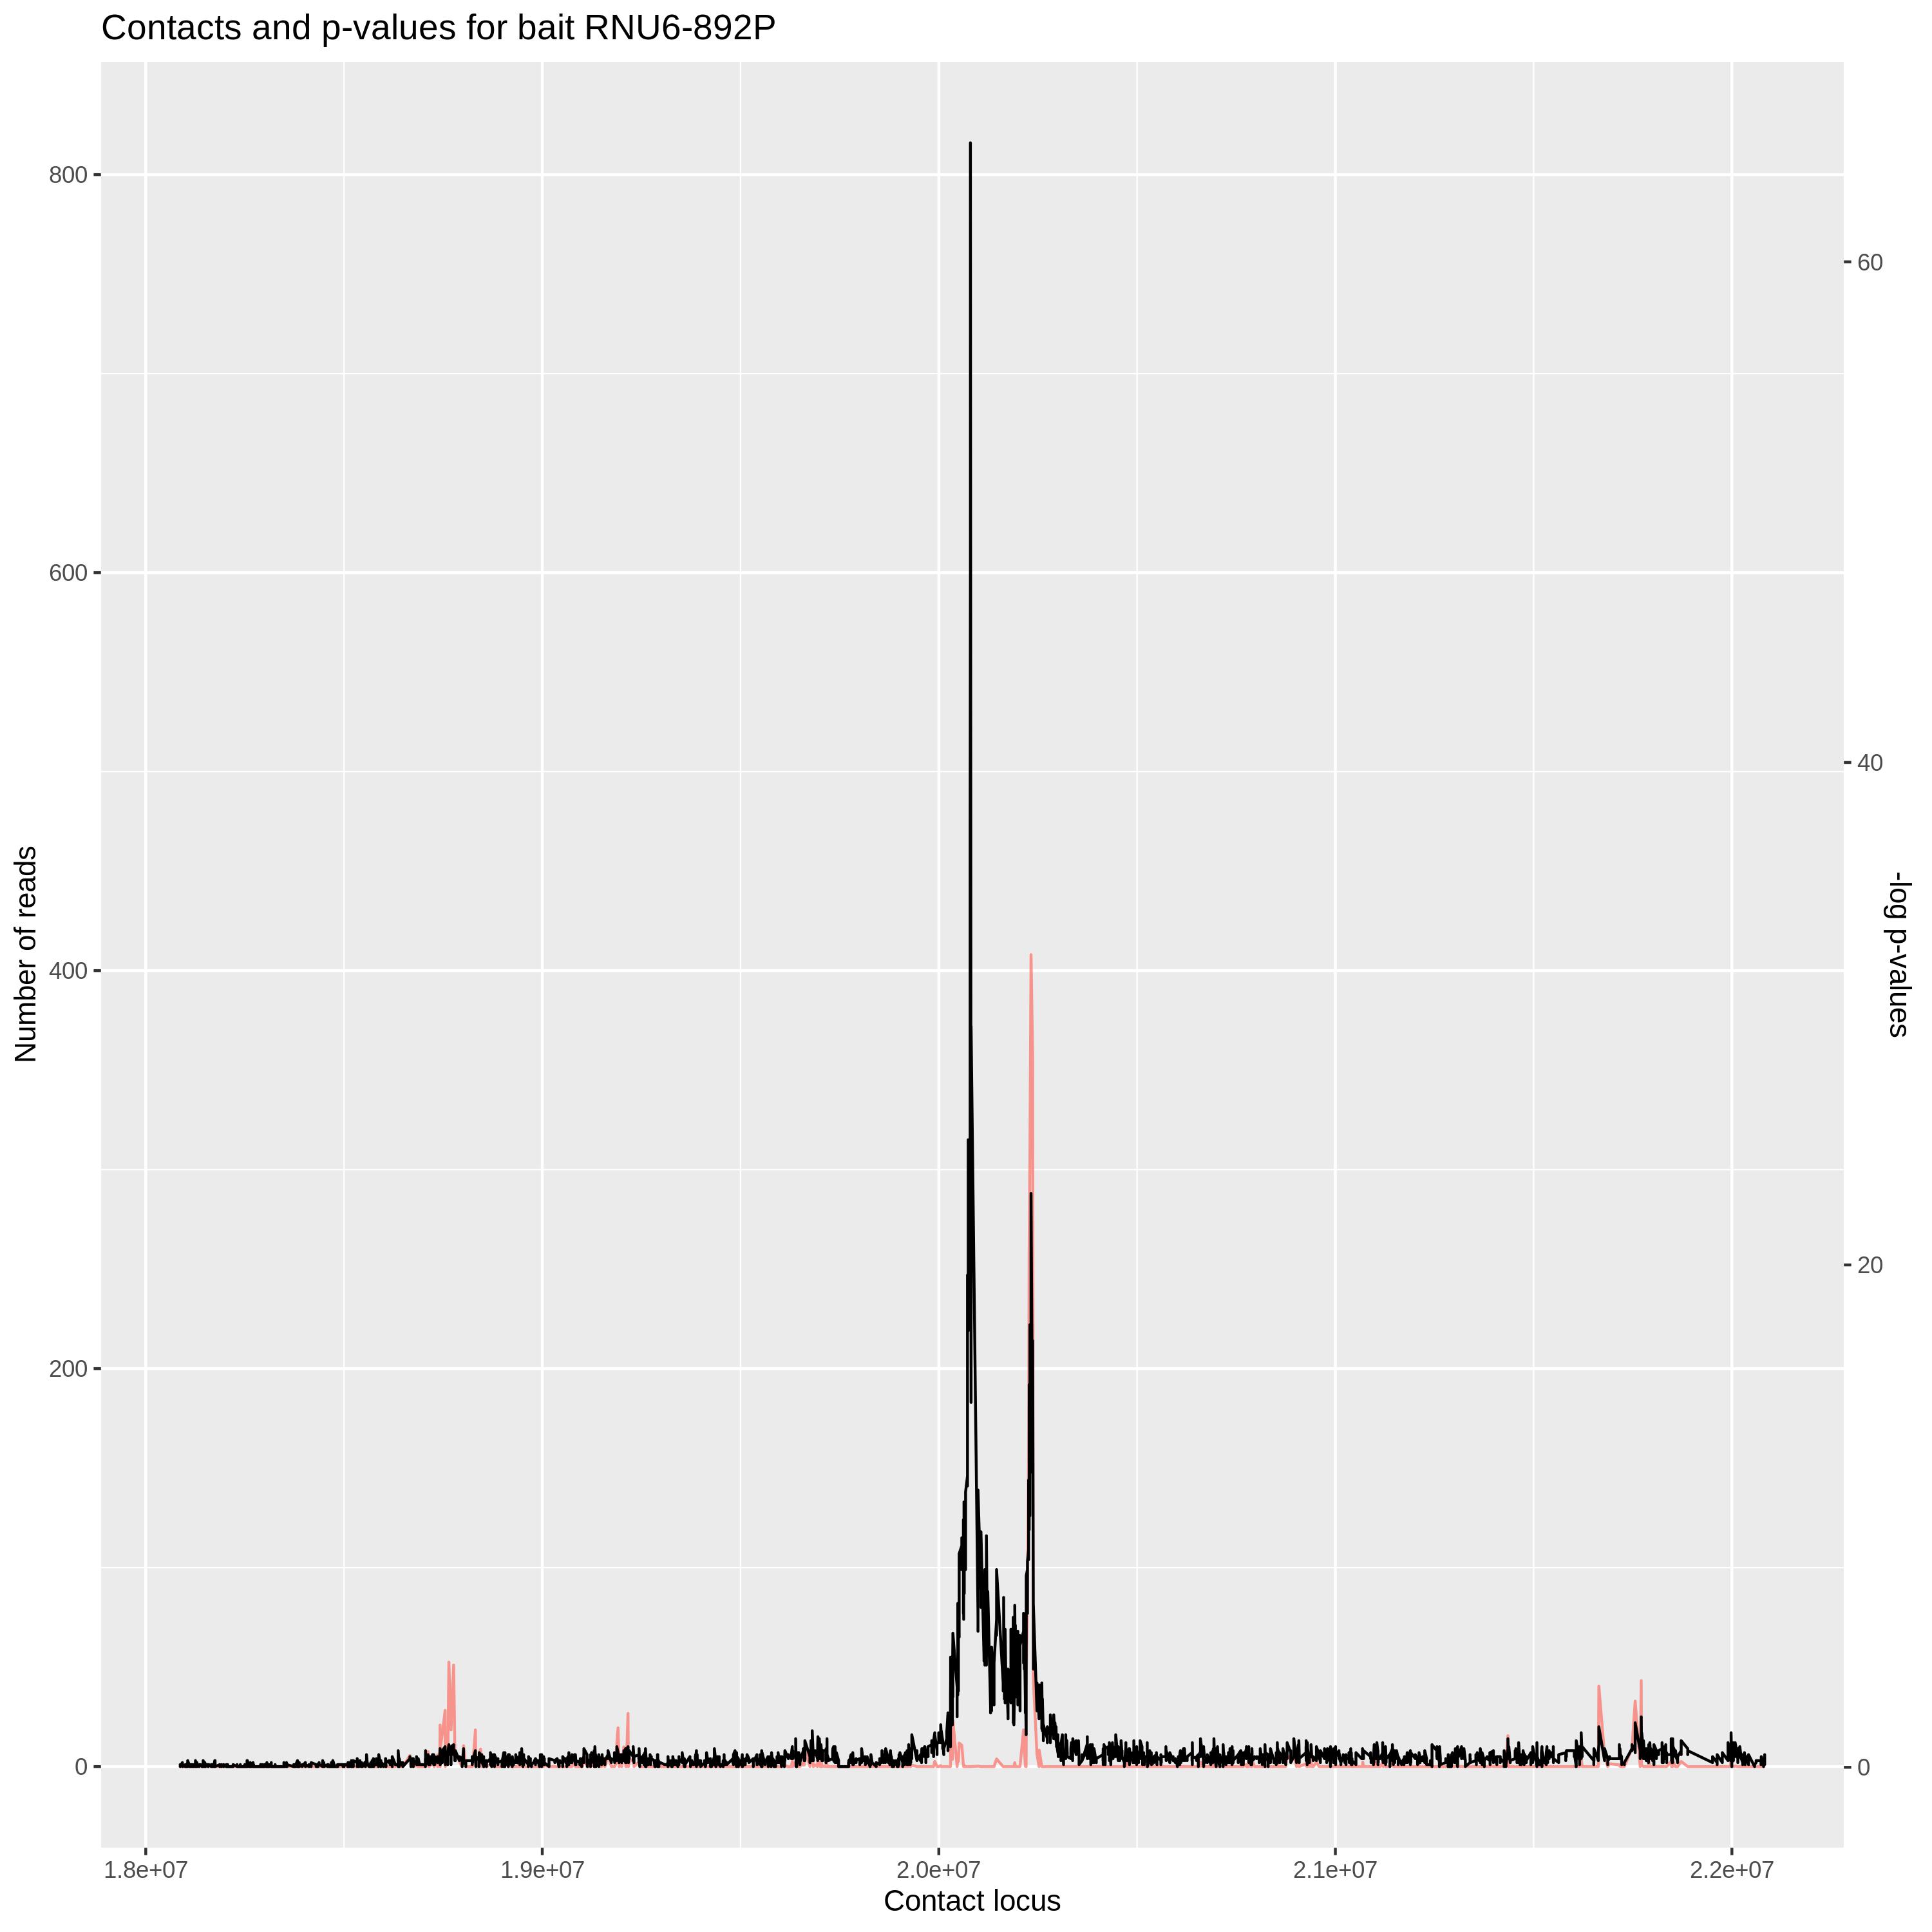 Contacts and p-values for bait RNU6-892P
800
600
400
200
0
Number of reads
60
40
20
0
-log p-values
1.8e+07
1.9e+07
2.0e+07
2.1e+07
2.2e+07
Contact locus